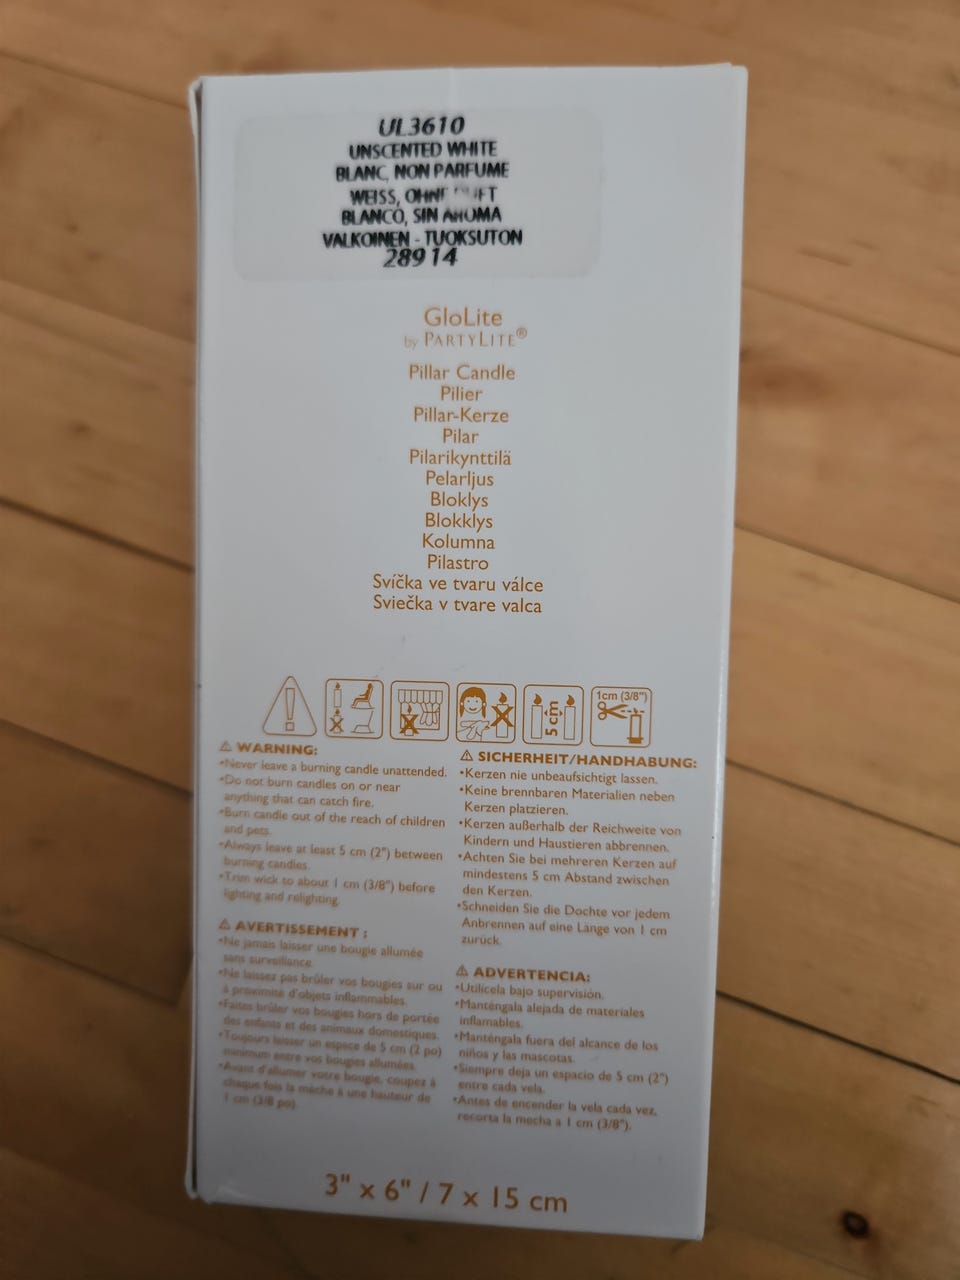 UL3610
UNSCENTED WHITE
BLANC, NON PARFUME
WEISS, OHNE
BLANCO, SIN AROMA
VALKOINEN - TUOKSUTON
28914
GloLite
by PARTYLITE®
Pillar Candle
Pilier
Pillar-Kerze
Pilar
Pilarikynttilä
Pelarljus
Bloklys
Blokklys
Kolumna
Pilastro
Svíčka ve tvaru válce
Sviečka v tvare valca
5 cm
1cm (3/8")
⚠ WARNING:
•Never leave a burning candle unattended.
•Do not burn candles on or near
anything that can catch fire.
•Burn candle out of the reach of children
and pets.
•Always leave at least 5 cm (2") between
burning candles.
•Trim wick to about 1 cm (3/8") before
lighting and relighting.
⚠ AVERTISSEMENT :
•Ne jamais laisser une bougie allumée
sans surveillance.
•Ne laissez pas brûler vos bougies sur ou
à proximité d'objets inflammables.
•Faites brûler vos bougies hors de portée
des enfants et des animaux domestiques.
•Toujours laisser un espace de 5 cm (2 po)
minimum entre vos bougies allumées.
•Avant d'allumer votre bougie, coupez à
chaque fois la mèche à une hauteur de
1 cm (3/8 po).
⚠ SICHERHEIT/HANDHABUNG:
•Kerzen nie unbeaufsichtigt lassen.
•Keine brennbaren Materialien neben
Kerzen platzieren.
•Kerzen außerhalb der Reichweite von
Kindern und Haustieren abbrennen.
•Achten Sie bei mehreren Kerzen auf
mindestens 5 cm Abstand zwischen
den Kerzen.
•Schneiden Sie die Dochte vor jedem
Anbrennen auf eine Länge von 1 cm
zurück.
⚠ ADVERTENCIA:
•Utilícela bajo supervisión.
•Manténgala alejada de materiales
inflamables.
•Manténgala fuera del alcance de los
niños y las mascotas.
•Siempre deja un espacio de 5 cm (2")
entre cada vela.
•Antes de encender la vela cada vez,
recorta la mecha a 1 cm (3/8").
3" x 6" / 7 x 15 cm